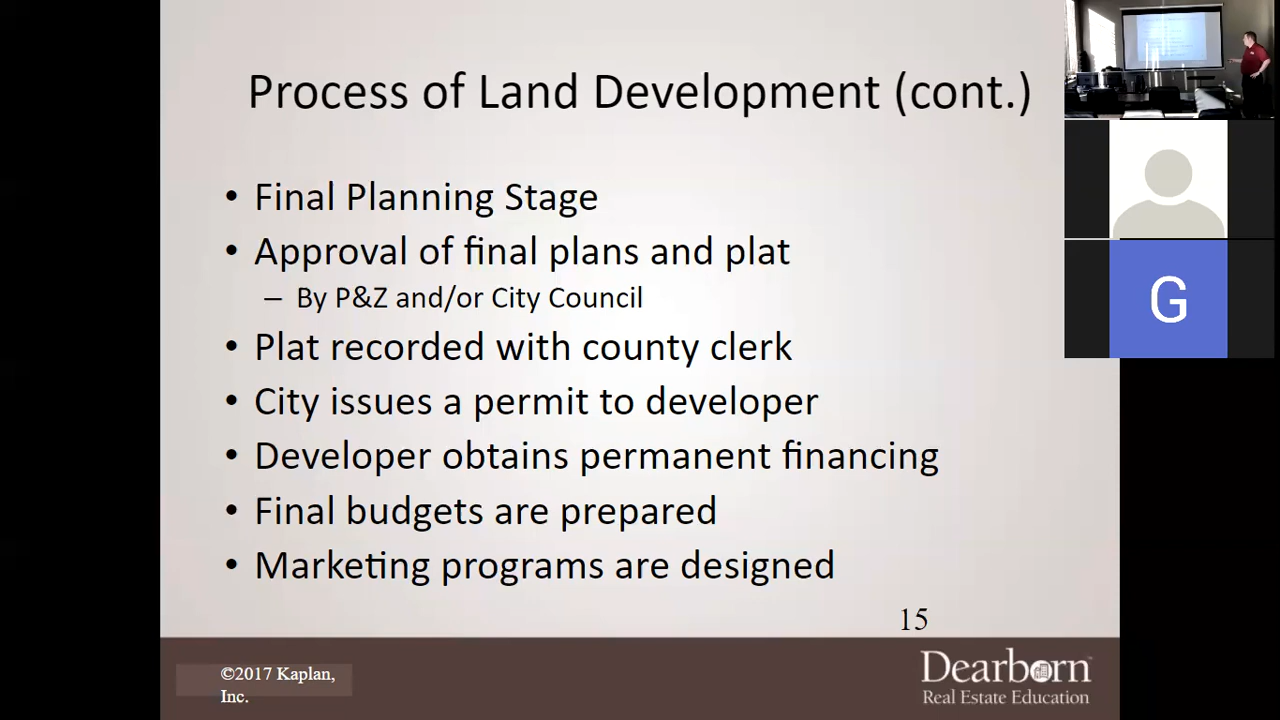 Process of Land Development (cont.)
• Final Planning Stage
• Approval of final plans and plat
– By P&Z and/or City Council
• Plat recorded with county clerk
• City issues a permit to developer
• Developer obtains permanent financing
• Final budgets are prepared
• Marketing programs are designed
15
©2017 Kaplan,
Inc.
Dearborn
Real Estate Education
G